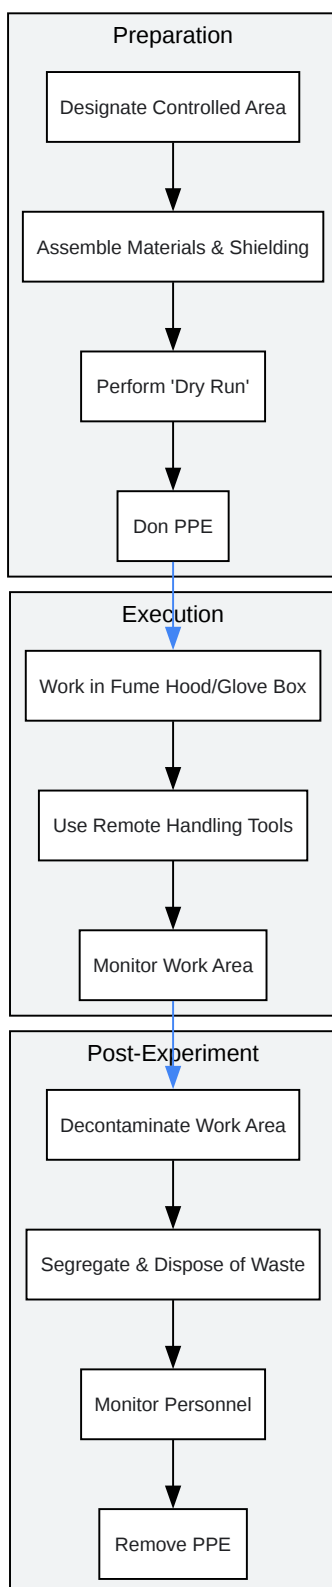 Preparation
Designate Controlled Area
Assemble Materials & Shielding
Perform 'Dry Run'
Don PPE
Execution
Work in Fume Hood/Glove Box
Use Remote Handling Tools
Monitor Work Area
Post-Experiment
Decontaminate Work Area
Segregate & Dispose of Waste
Monitor Personnel
Remove PPE